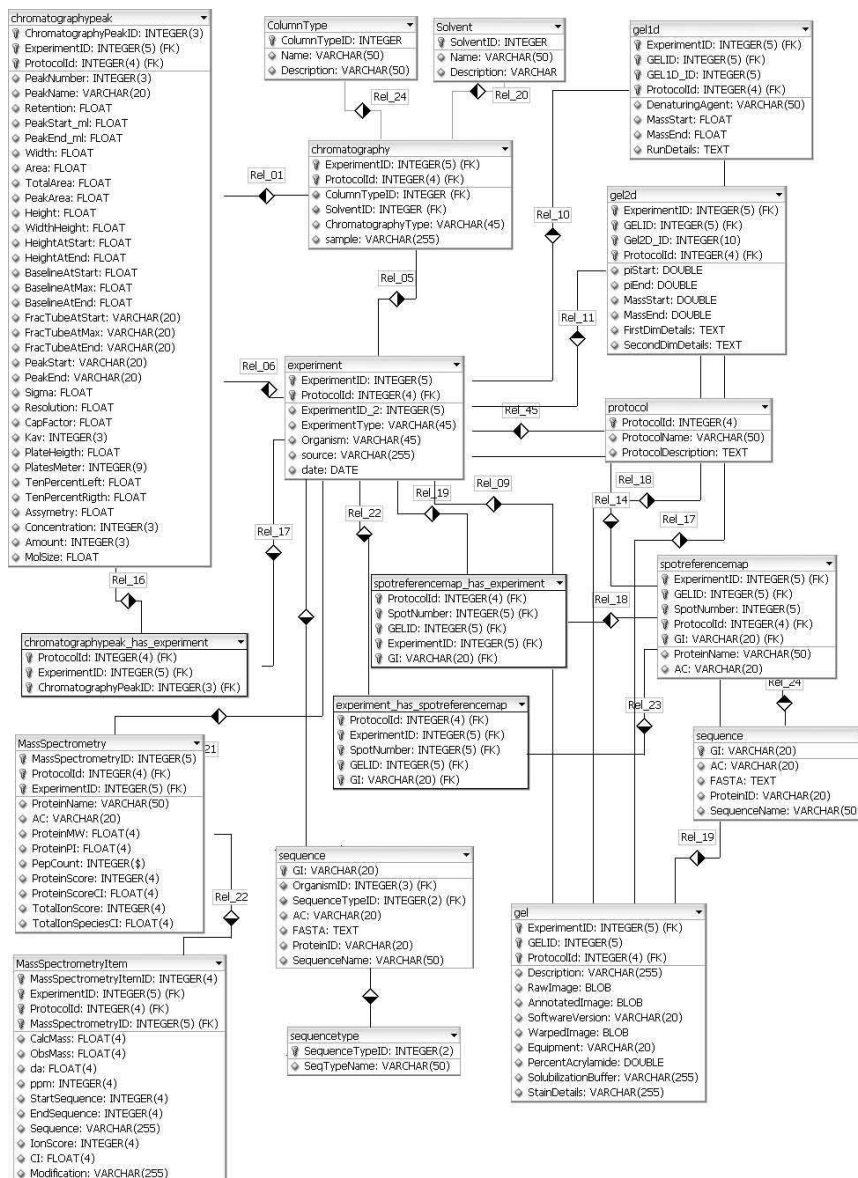 chromatographypeak
ChromatographyPeakID: INTEGER(3)
ExperimentID: INTEGER(5) (FK)
ProtocolId: INTEGER(4) (FK)
PeakNumber: INTEGER(3)
PeakName: VARCHAR(20)
Retention: FLOAT
PeakStart_ml: FLOAT
PeakEnd_ml: FLOAT
Width: FLOAT
Area: FLOAT
TotalArea: FLOAT
PeakArea: FLOAT
Height: FLOAT
WidthHeight: FLOAT
HeightAtStart: FLOAT
HeightAtEnd: FLOAT
BaselineAtStart: FLOAT
BaselineAtMax: FLOAT
BaselineAtEnd: FLOAT
FracTubeAtStart: VARCHAR(20)
FracTubeAtMax: VARCHAR(20)
FracTubeAtEnd: VARCHAR(20)
PeakStart: VARCHAR(20)
PeakEnd: VARCHAR(20)
Sigma: FLOAT
Resolution: FLOAT
CapFactor: FLOAT
Kav: INTEGER(3)
PlateHeigth: FLOAT
PlatesMeter: INTEGER(9)
TenPercentLeft: FLOAT
TenPercentRigth: FLOAT
Assymetry: FLOAT
Concentration: INTEGER(3)
Amount: INTEGER(3)
MolSize: FLOAT
ColumnType
ColumnTypeID: INTEGER
Name: VARCHAR(50)
Description: VARCHAR(50)
Solvent
SolventID: INTEGER
Name: VARCHAR(50)
Description: VARCHAR
gel1d
ExperimentID: INTEGER(5) (FK)
GELID: INTEGER(5) (FK)
GEL1D_ID: INTEGER(5)
ProtocolId: INTEGER(4) (FK)
DenaturingAgent: VARCHAR(50)
MassStart: FLOAT
MassEnd: FLOAT
RunDetails: TEXT
Rel_24
Rel_20
chromatography
ExperimentID: INTEGER(5) (FK)
ProtocolId: INTEGER(4) (FK)
ColumnTypeID: INTEGER (FK)
SolventID: INTEGER (FK)
ChromatographyType: VARCHAR(45)
sample: VARCHAR(255)
Rel_01
Rel_10
gel2d
ExperimentID: INTEGER(5) (FK)
GELID: INTEGER(5) (FK)
Gel2D_ID: INTEGER(10)
ProtocolId: INTEGER(4) (FK)
piStart: DOUBLE
piEnd: DOUBLE
MassStart: DOUBLE
MassEnd: DOUBLE
FirstDimDetails: TEXT
SecondDimDetails: TEXT
Rel_05
Rel_11
Rel_06
experiment
ExperimentID: INTEGER(5)
ProtocolId: INTEGER(4) (FK)
ExperimentID_2: INTEGER(5)
ExperimentType: VARCHAR(45)
Organism: VARCHAR(45)
source: VARCHAR(255)
date: DATE
Rel_45
protocol
ProtocolId: INTEGER(4)
ProtocolName: VARCHAR(50)
ProtocolDescription: TEXT
Rel_19
Rel_09
Rel_18
Rel_14
Rel_22
Rel_17
Rel_17
Rel_16
spotreferencemap
ExperimentID: INTEGER(5) (FK)
GELID: INTEGER(5) (FK)
SpotNumber: INTEGER(5)
ProtocolId: INTEGER(4) (FK)
GI: VARCHAR(20) (FK)
ProteinName: VARCHAR(50)
AC: VARCHAR(20)
spotreferencemap_has_experiment
ProtocolId: INTEGER(4) (FK)
SpotNumber: INTEGER(5) (FK)
GELID: INTEGER(5) (FK)
ExperimentID: INTEGER(5) (FK)
GI: VARCHAR(20) (FK)
Rel_18
chromatographypeak_has_experiment
ProtocolId: INTEGER(4) (FK)
ExperimentID: INTEGER(5) (FK)
ChromatographyPeakID: INTEGER(3) (FK)
Rel_24
Rel_23
experiment_has_spotreferencemap
ProtocolId: INTEGER(4) (FK)
ExperimentID: INTEGER(5) (FK)
SpotNumber: INTEGER(5) (FK)
GELID: INTEGER(5) (FK)
GI: VARCHAR(20) (FK)
sequence
GI: VARCHAR(20)
AC: VARCHAR(20)
FASTA: TEXT
ProteinID: VARCHAR(20)
SequenceName: VARCHAR(50
21
MassSpectrometry
MassSpectrometryID: INTEGER(5)
ProtocolId: INTEGER(4) (FK)
ExperimentID: INTEGER(5) (FK)
ProteinName: VARCHAR(50)
AC: VARCHAR(20)
ProteinMW: FLOAT(4)
ProteinPI: FLOAT(4)
PepCount: INTEGER($)
ProteinScore: INTEGER(4)
ProteinScoreCI: FLOAT(4)
TotalIonScore: INTEGER(4)
TotalIonSpeciesCI: FLOAT(4)
Rel_19
Rel_22
sequence
GI: VARCHAR(20)
OrganismID: INTEGER(3) (FK)
SequenceTypeID: INTEGER(2) (FK)
AC: VARCHAR(20)
FASTA: TEXT
ProteinID: VARCHAR(20)
SequenceName: VARCHAR(50)
gel
ExperimentID: INTEGER(5) (FK)
GELID: INTEGER(5)
ProtocolId: INTEGER(4) (FK)
Description: VARCHAR(255)
RawImage: BLOB
AnnotatedImage: BLOB
SoftwareVersion: VARCHAR(20)
WarpedImage: BLOB
Equipment: VARCHAR(20)
PercentAcrylamide: DOUBLE
SolubilizationBuffer: VARCHAR(255)
StainDetails: VARCHAR(255)
MassSpectrometryItem
MassSpectrometryItemID: INTEGER(4)
ExperimentID: INTEGER(5) (FK)
ProtocolId: INTEGER(4) (FK)
MassSpectrometryID: INTEGER(5) (FK)
CalcMass: FLOAT(4)
ObsMass: FLOAT(4)
da: FLOAT(4)
ppm: INTEGER(4)
StartSequence: INTEGER(4)
EndSequence: INTEGER(4)
Sequence: VARCHAR(255)
IonScore: INTEGER(4)
CI: FLOAT(4)
Modification: VARCHAR(255)
sequencetype
SequenceTypeID: INTEGER(2)
SeqTypeName: VARCHAR(50)